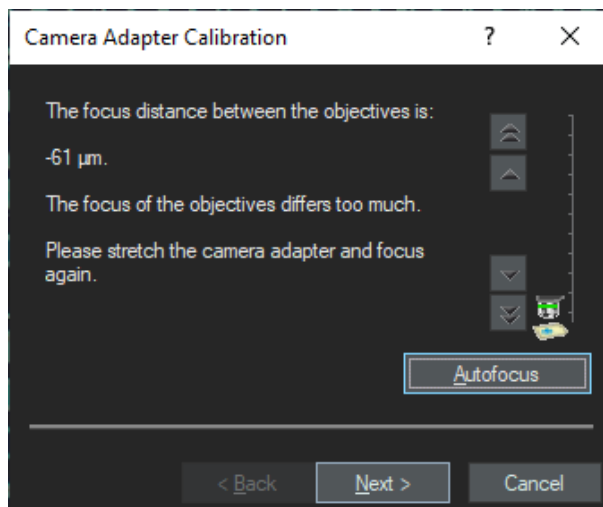 Camera Adapter Calibration
?
The focus distance between the objectives is:
-61 µm.
The focus of the objectives differs too much.
Please stretch the camera adapter and focus
again.
Autofocus
< Back
Next >
Cancel